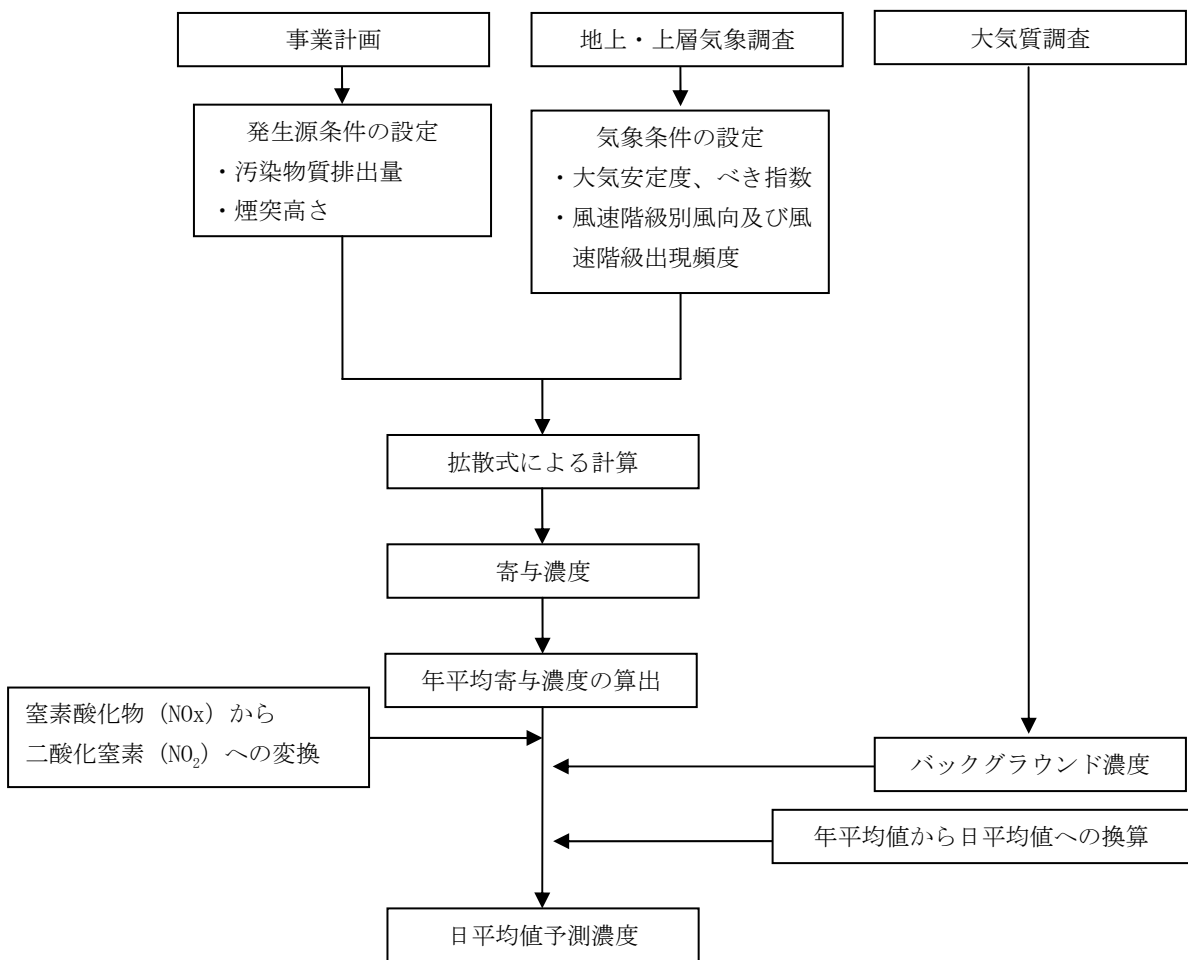 事業計画
地上・上層気象調査
大気質調査
発生源条件の設定
・汚染物質排出量
・煙突高さ
気象条件の設定
・大気安定度、べき指数
・風速階級別風向及び風
速階級出現頻度
拡散式による計算
寄与濃度
年平均寄与濃度の算出
窒素酸化物（NOx）から
二酸化窒素（NO₂）への変換
バックグラウンド濃度
年平均値から日平均値への換算
日平均値予測濃度